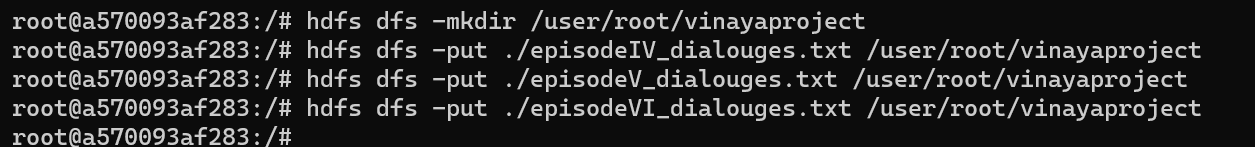 root@a570093af283:/# hdfs dfs -mkdir /user/root/vinayaproject
root@a570093af283:/# hdfs dfs -put ./episodeIV_dialouges.txt /user/root/vinayaproject
root@a570093af283:/# hdfs dfs -put ./episodeV_dialouges.txt /user/root/vinayaproject
root@a570093af283:/# hdfs dfs -put ./episodeVI_dialouges.txt /user/root/vinayaproject
root@a570093af283:/#